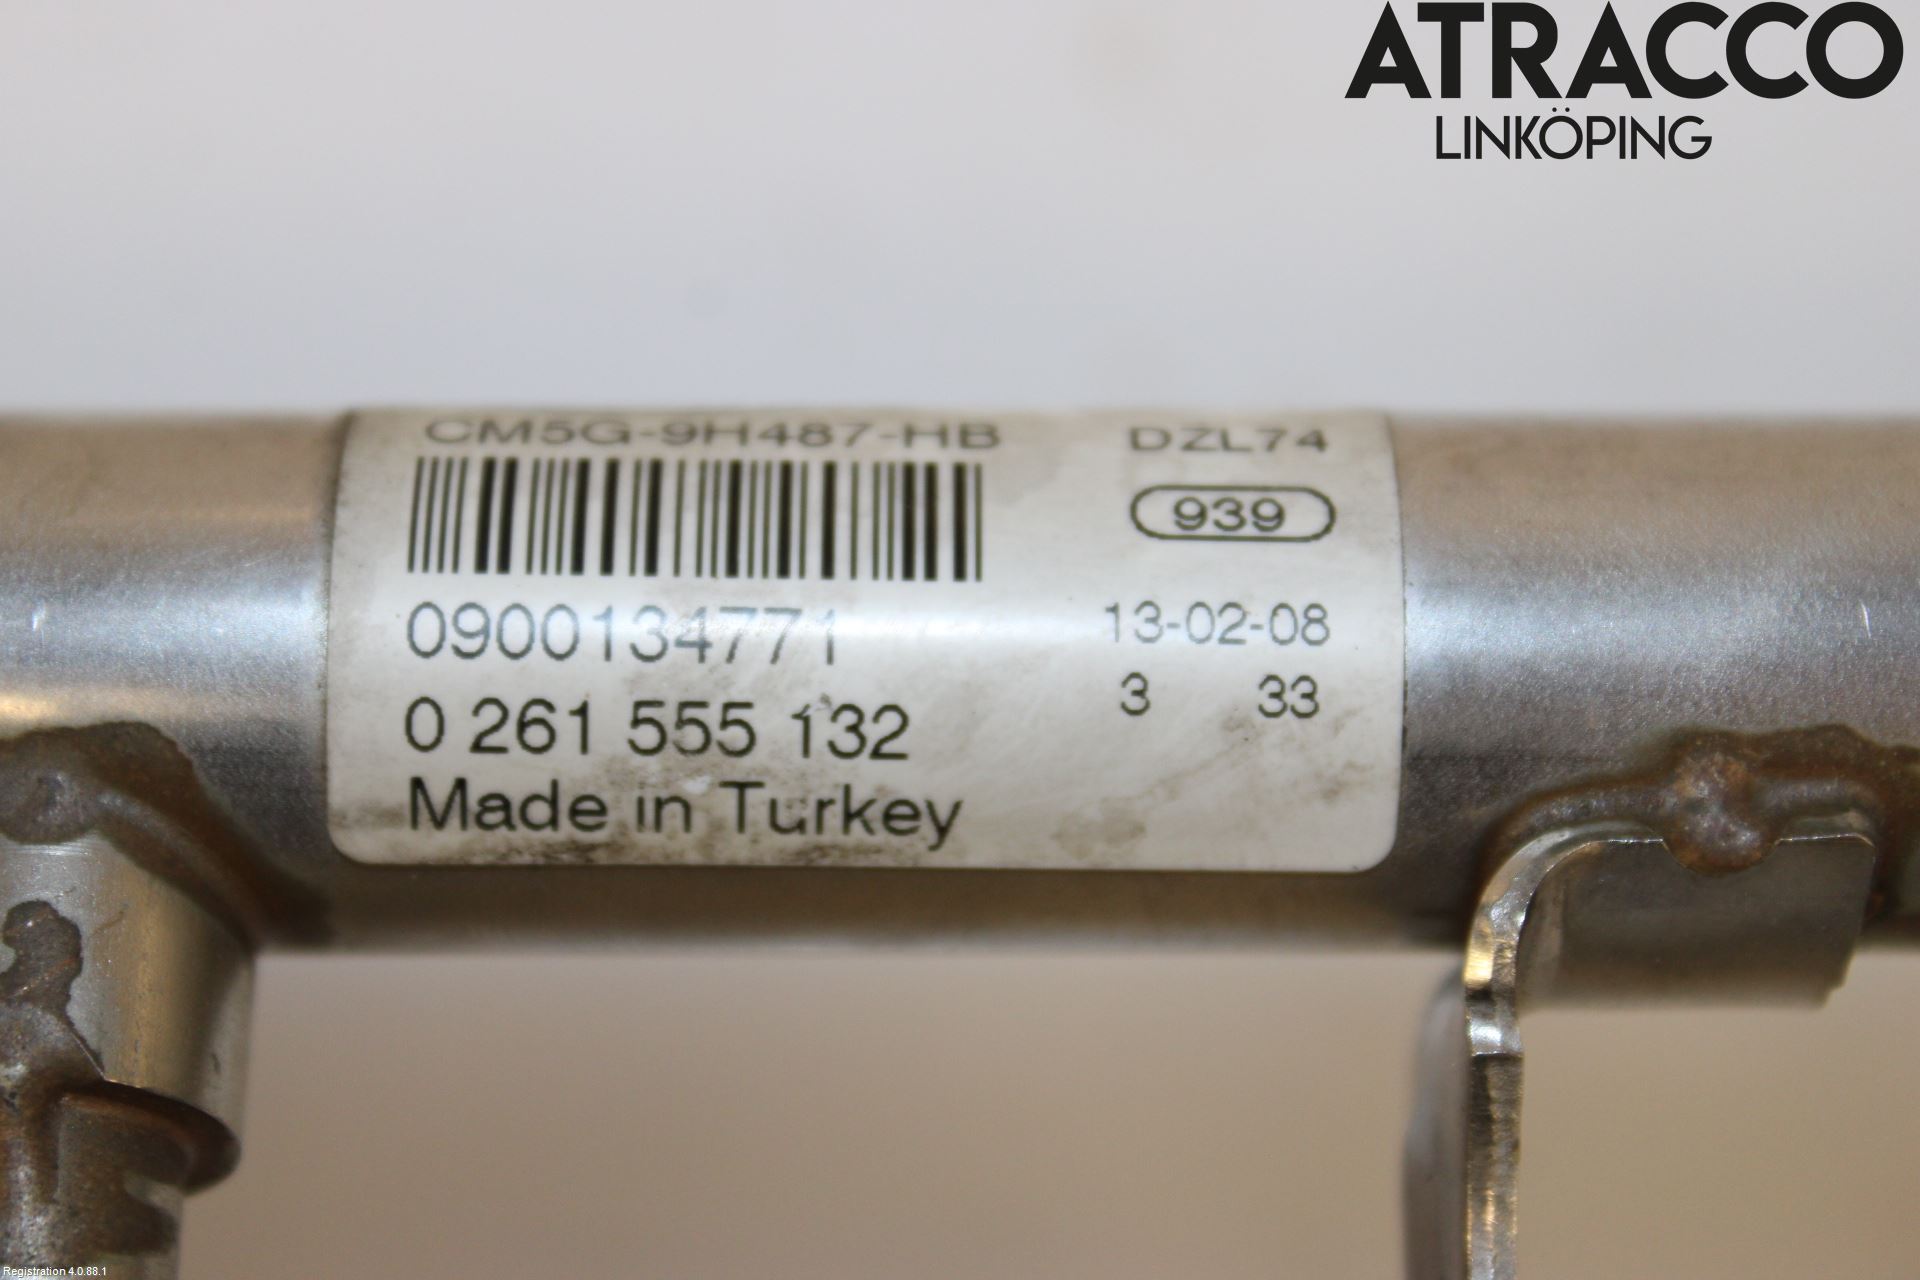 ATRACCO
LINKÖPING
CM5G-9H487-HB DZL74
939
0900134771 13-02-08
0 261 555 132 3 33
Made in Turkey
Registration 4.0.88.1